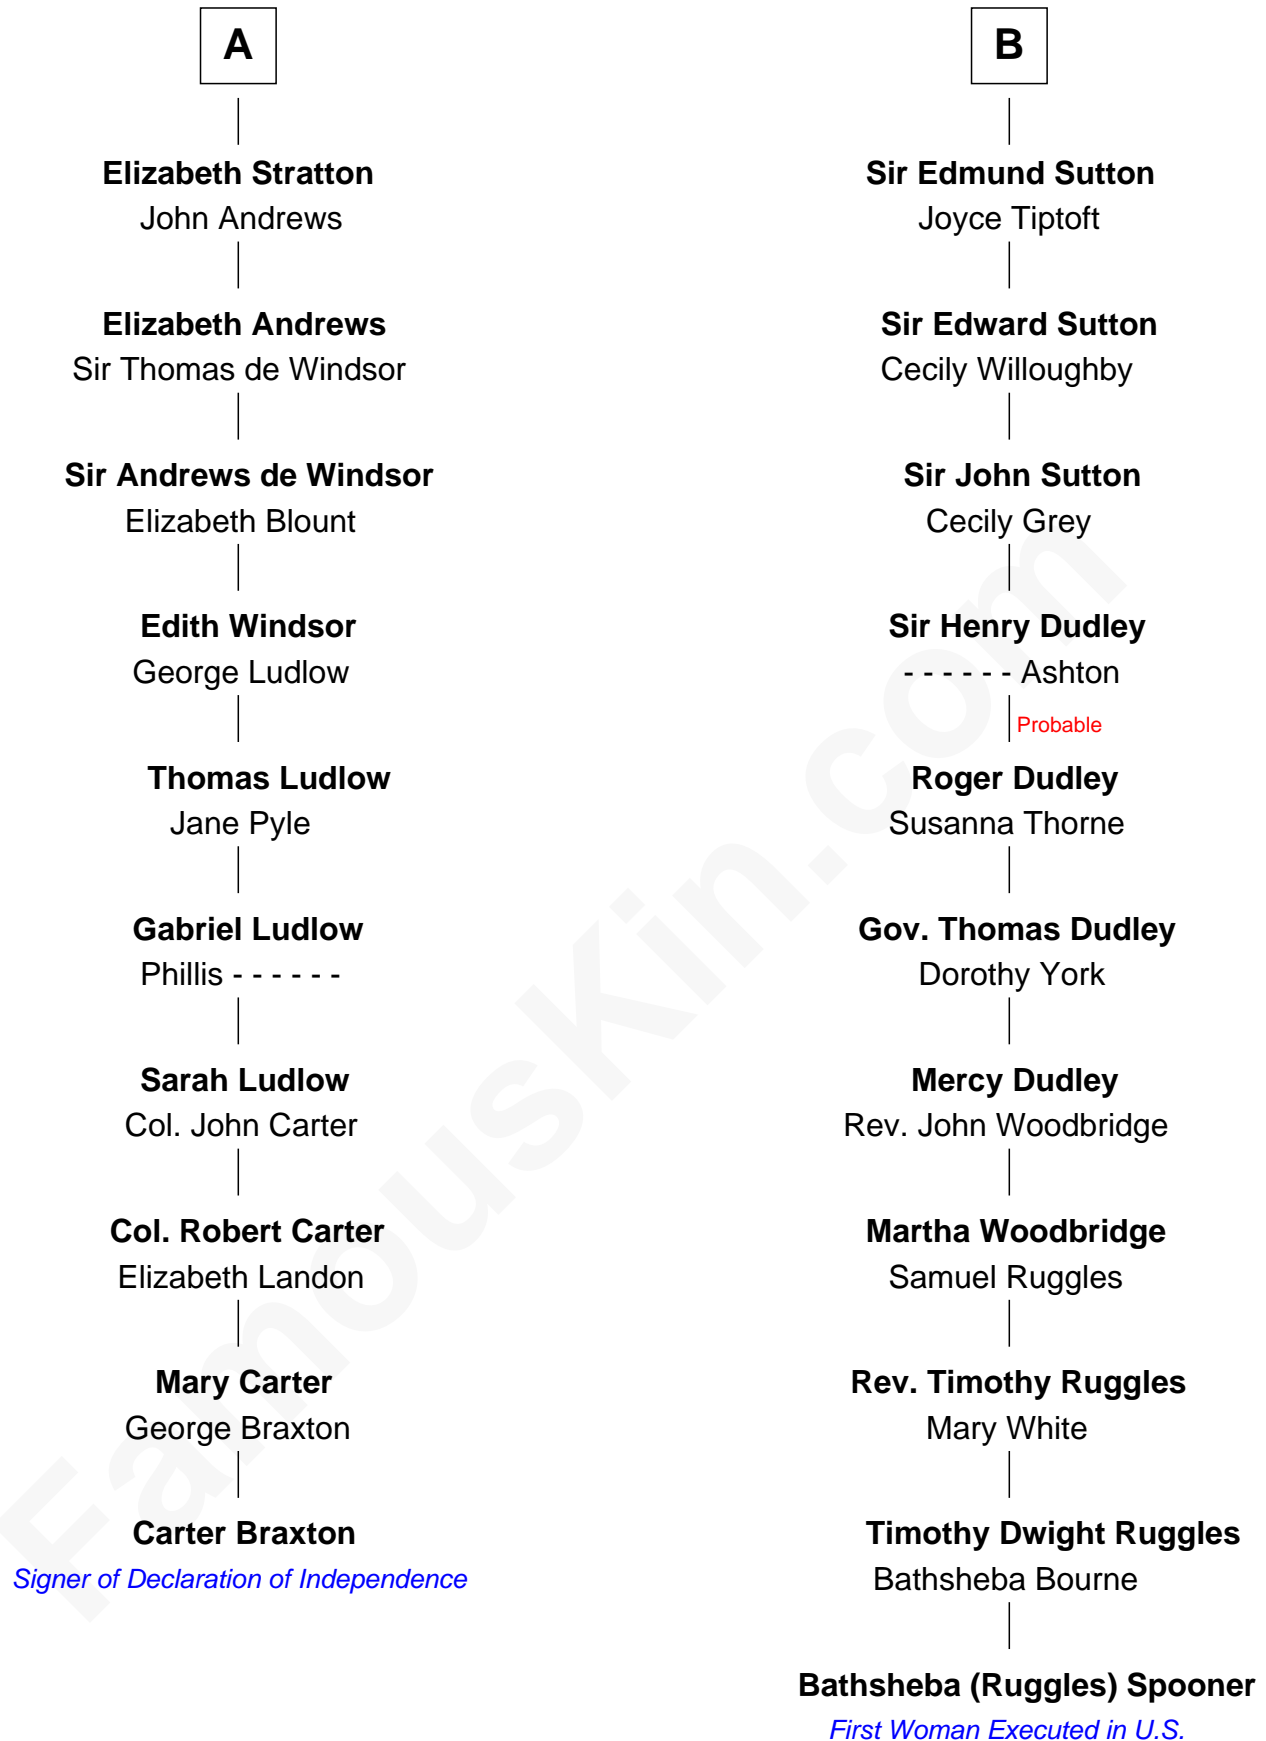 A
Elizabeth Stratton
John Andrews
Elizabeth Andrews
Sir Thomas de Windsor
Sir Andrews de Windsor
Elizabeth Blount
Edith Windsor
George Ludlow
Thomas Ludlow
Jane Pyle
Gabriel Ludlow
Phillis - - - - - -
Sarah Ludlow
Col. John Carter
Col. Robert Carter
Elizabeth Landon
Mary Carter
George Braxton
Carter Braxton
Signer of Declaration of Independence
B
Sir Edmund Sutton
Joyce Tiptoft
Sir Edward Sutton
Cecily Willoughby
Sir John Sutton
Cecily Grey
Sir Henry Dudley
- - - - - - Ashton
Probable
Roger Dudley
Susanna Thorne
Gov. Thomas Dudley
Dorothy York
Mercy Dudley
Rev. John Woodbridge
Martha Woodbridge
Samuel Ruggles
Rev. Timothy Ruggles
Mary White
Timothy Dwight Ruggles
Bathsheba Bourne
Bathsheba (Ruggles) Spooner
First Woman Executed in U.S.
FamousKin.com